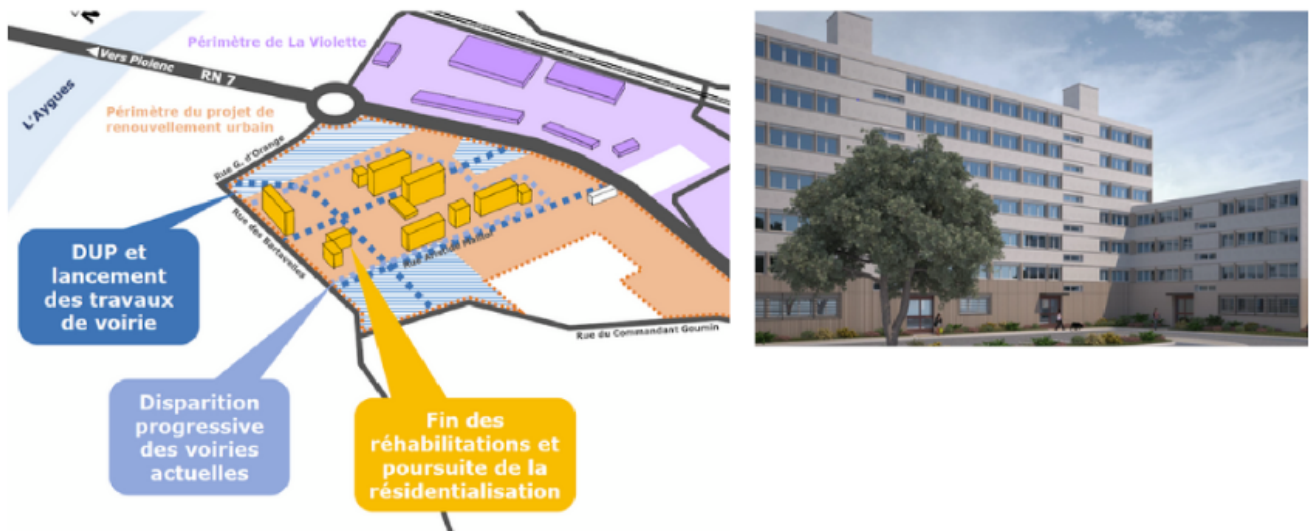 N
Périmètre de La Violette
Vers Piolenc
RN 7
L'Aygues
Périmètre du projet de
renouvellement urbain
Rue G. d'Orange
Rue des Bartavelles
DUP et
lancement
des travaux
de voirie
Rue du Commandant Goumin
Disparition
progressive
des voiries
actuelles
Fin des
réhabilitations et
poursuite de la
résidentialisation